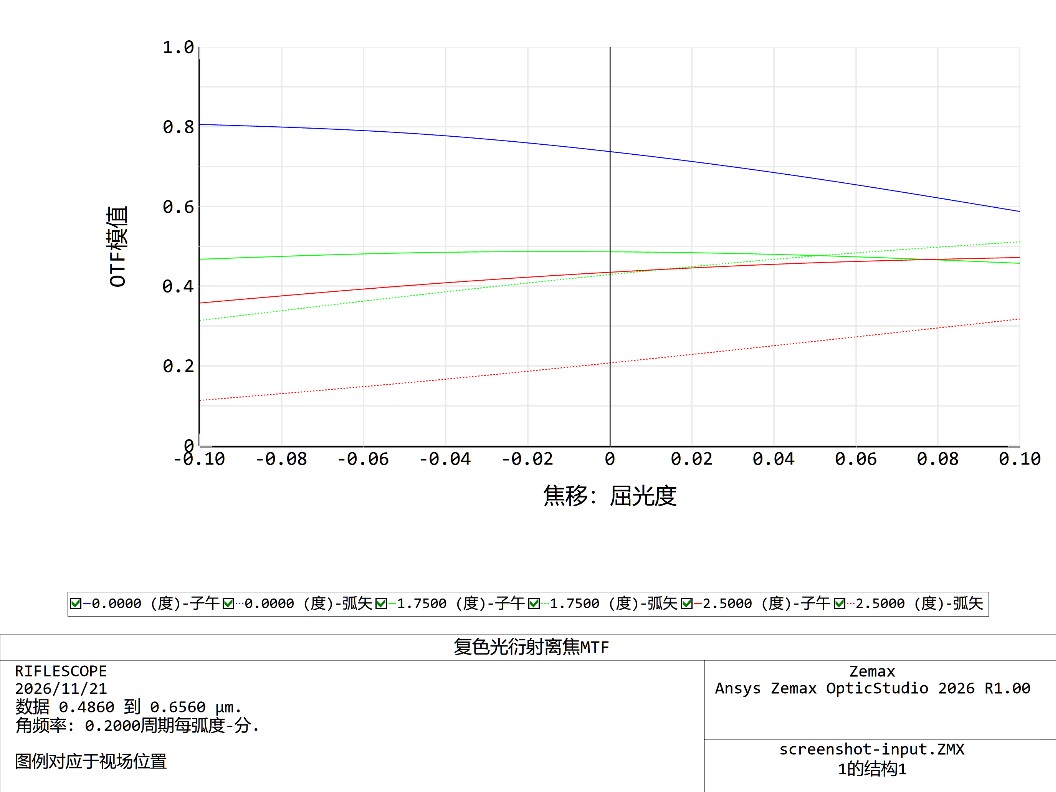 1.0
0.8
0.6
0.4
0.2
0
OTF模值
-0.10 -0.08 -0.06 -0.04 -0.02 0 0.02 0.04 0.06 0.08 0.10
焦移: 屈光度
0.0000 (度)-子午 0.0000 (度)-弧矢 1.7500 (度)-子午 1.7500 (度)-弧矢 2.5000 (度)-子午 2.5000 (度)-弧矢
复色光衍射离焦MTF
RIFLESCOPE
2026/11/21
数据 0.4860 到 0.6560 µm.
角频率: 0.2000周期每弧度-分.
图例对应于视场位置
Zemax
Ansys Zemax OpticStudio 2026 R1.00
screenshot-input.ZMX
1的结构1